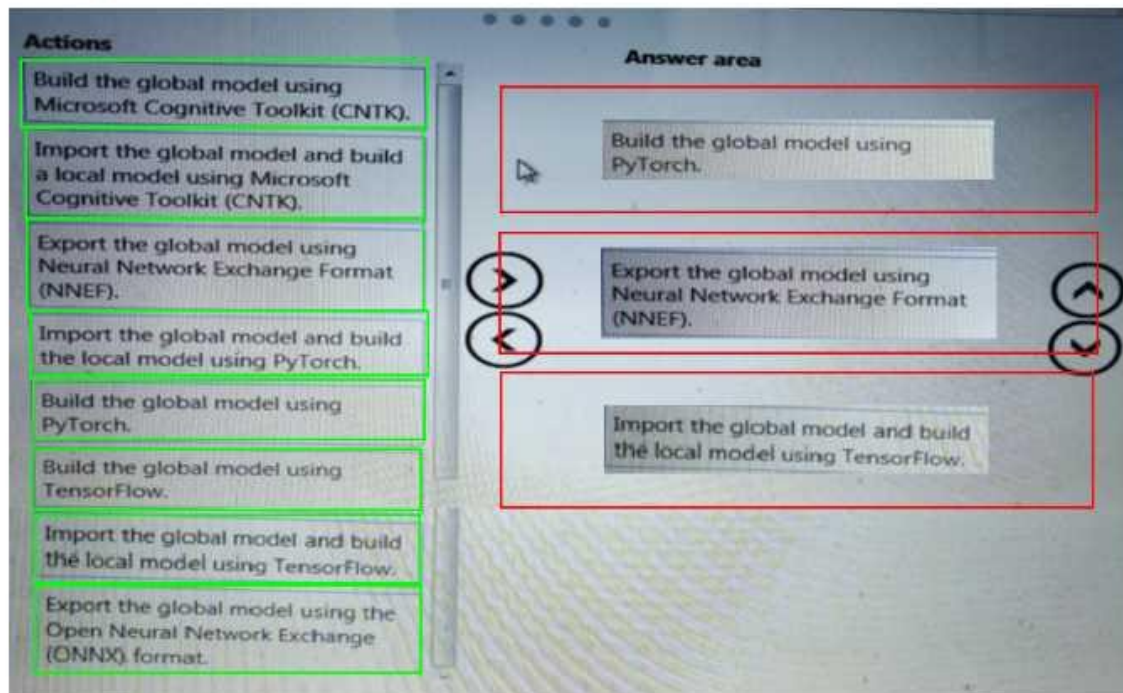 Actions
Build the global model using
Microsoft Cognitive Toolkit (CNTK).
Import the global model and build
a local model using Microsoft
Cognitive Toolkit (CNTK).
Export the global model using
Neural Network Exchange Format
(NNEF).
Import the global model and build
the local model using PyTorch.
Build the global model using
PyTorch.
Build the global model using
TensorFlow.
Import the global model and build
the local model using TensorFlow.
Export the global model using the
Open Neural Network Exchange
(ONNX) format.
Answer area
Build the global model using
PyTorch.
Export the global model using
Neural Network Exchange Format
(NNEF).
Import the global model and build
the local model using TensorFlow.